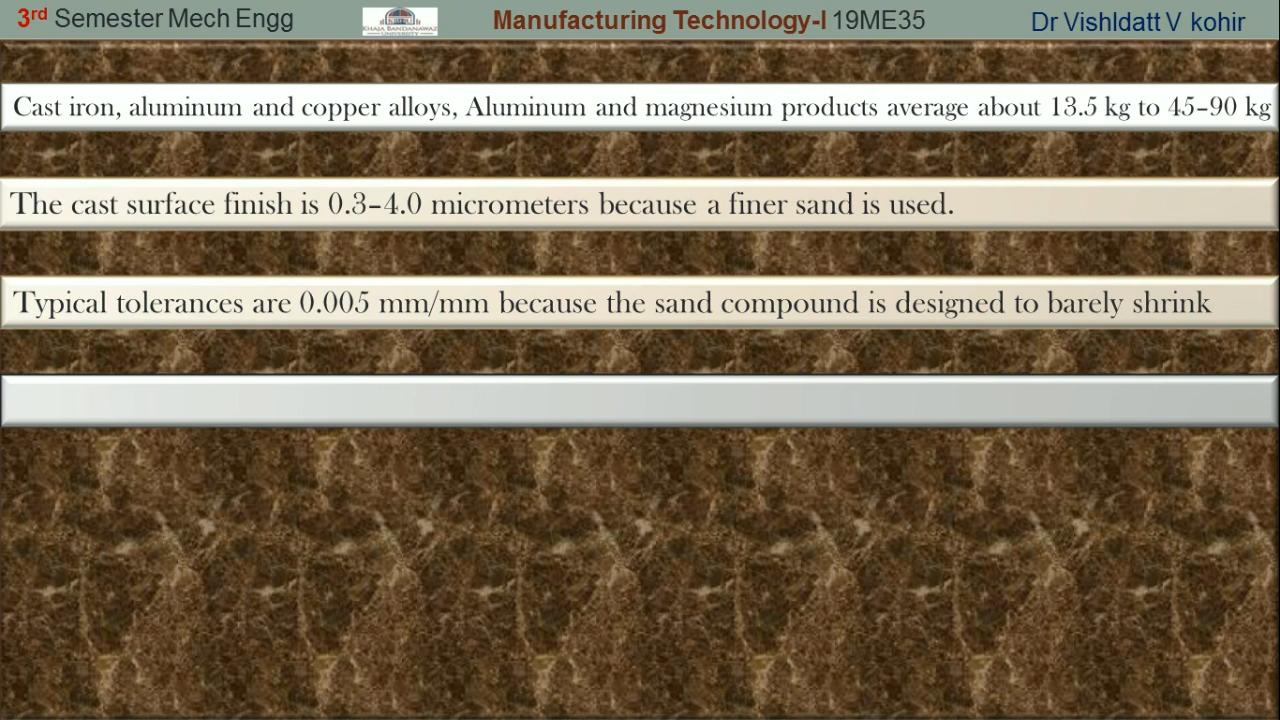 3rd Semester Mech Engg
KHAJA BANDANAWAZ
UNIVERSITY
Manufacturing Technology-I 19ME35
Dr Vishldatt V kohir
Cast iron, aluminum and copper alloys, Aluminum and magnesium products average about 13.5 kg to 45–90 kg
The cast surface finish is 0.3–4.0 micrometers because a finer sand is used.
Typical tolerances are 0.005 mm/mm because the sand compound is designed to barely shrink